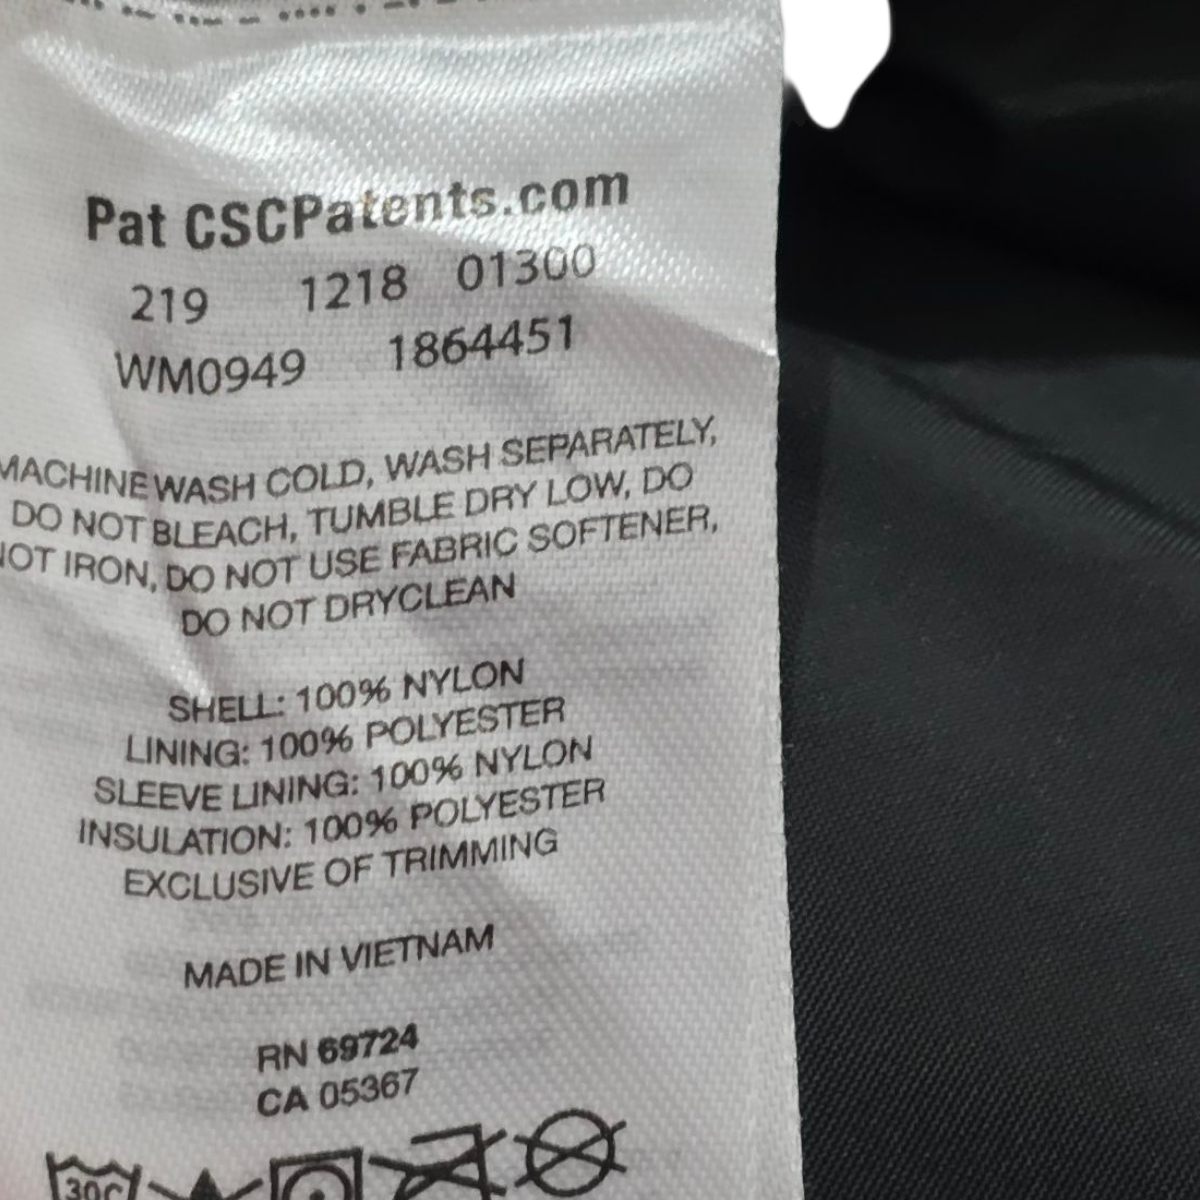 Pat CSCPatents.com
219 1218 01300
WM0949 1864451
MACHINE WASH COLD, WASH SEPARATELY,
DO NOT BLEACH, TUMBLE DRY LOW, DO
NOT IRON, DO NOT USE FABRIC SOFTENER,
DO NOT DRYCLEAN
SHELL: 100% NYLON
LINING: 100% POLYESTER
SLEEVE LINING: 100% NYLON
INSULATION: 100% POLYESTER
EXCLUSIVE OF TRIMMING
MADE IN VIETNAM
RN 69724
CA 05367
30C